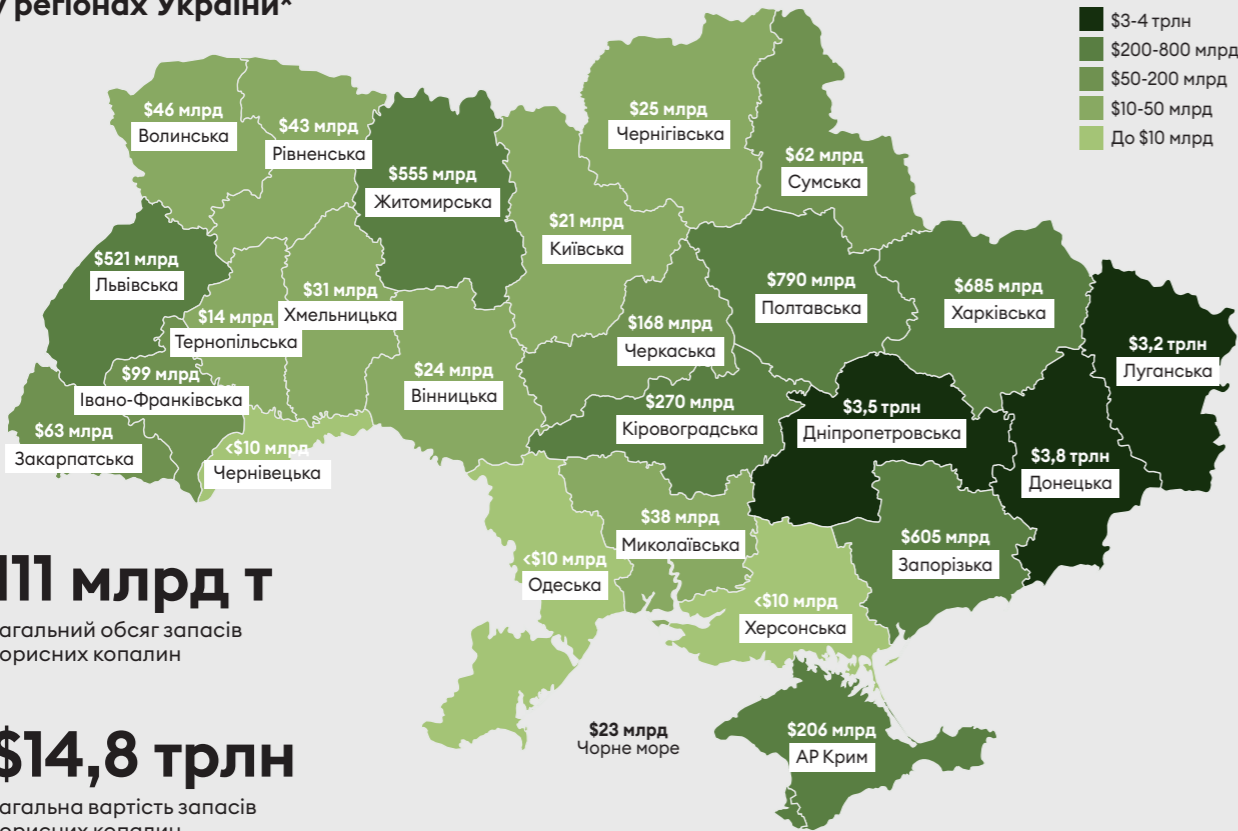 у регіонах України*
$3-4 трлн
$200-800 млрд
$50-200 млрд
$10-50 млрд
До $10 млрд
$46 млрд
Волинська
$43 млрд
Рівненська
$555 млрд
Житомирська
$25 млрд
Чернігівська
$62 млрд
Сумська
$21 млрд
Київська
$521 млрд
Львівська
$14 млрд
Тернопільська
$31 млрд
Хмельницька
$790 млрд
Полтавська
$685 млрд
Харківська
$168 млрд
Черкаська
$3,2 трлн
Луганська
$99 млрд
Івано-Франківська
$24 млрд
Вінницька
$270 млрд
Кіровоградська
$3,5 трлн
Дніпропетровська
$63 млрд
Закарпатська
<$10 млрд
Чернівецька
$3,8 трлн
Донецька
$38 млрд
Миколаївська
$605 млрд
Запорізька
<$10 млрд
Одеська
<$10 млрд
Херсонська
$23 млрд
Чорне море
$206 млрд
АР Крим
111 млрд т
агальний обсяг запасів
орисних копалин
$14,8 трлн
агальна вартість запасів
орисних копалин